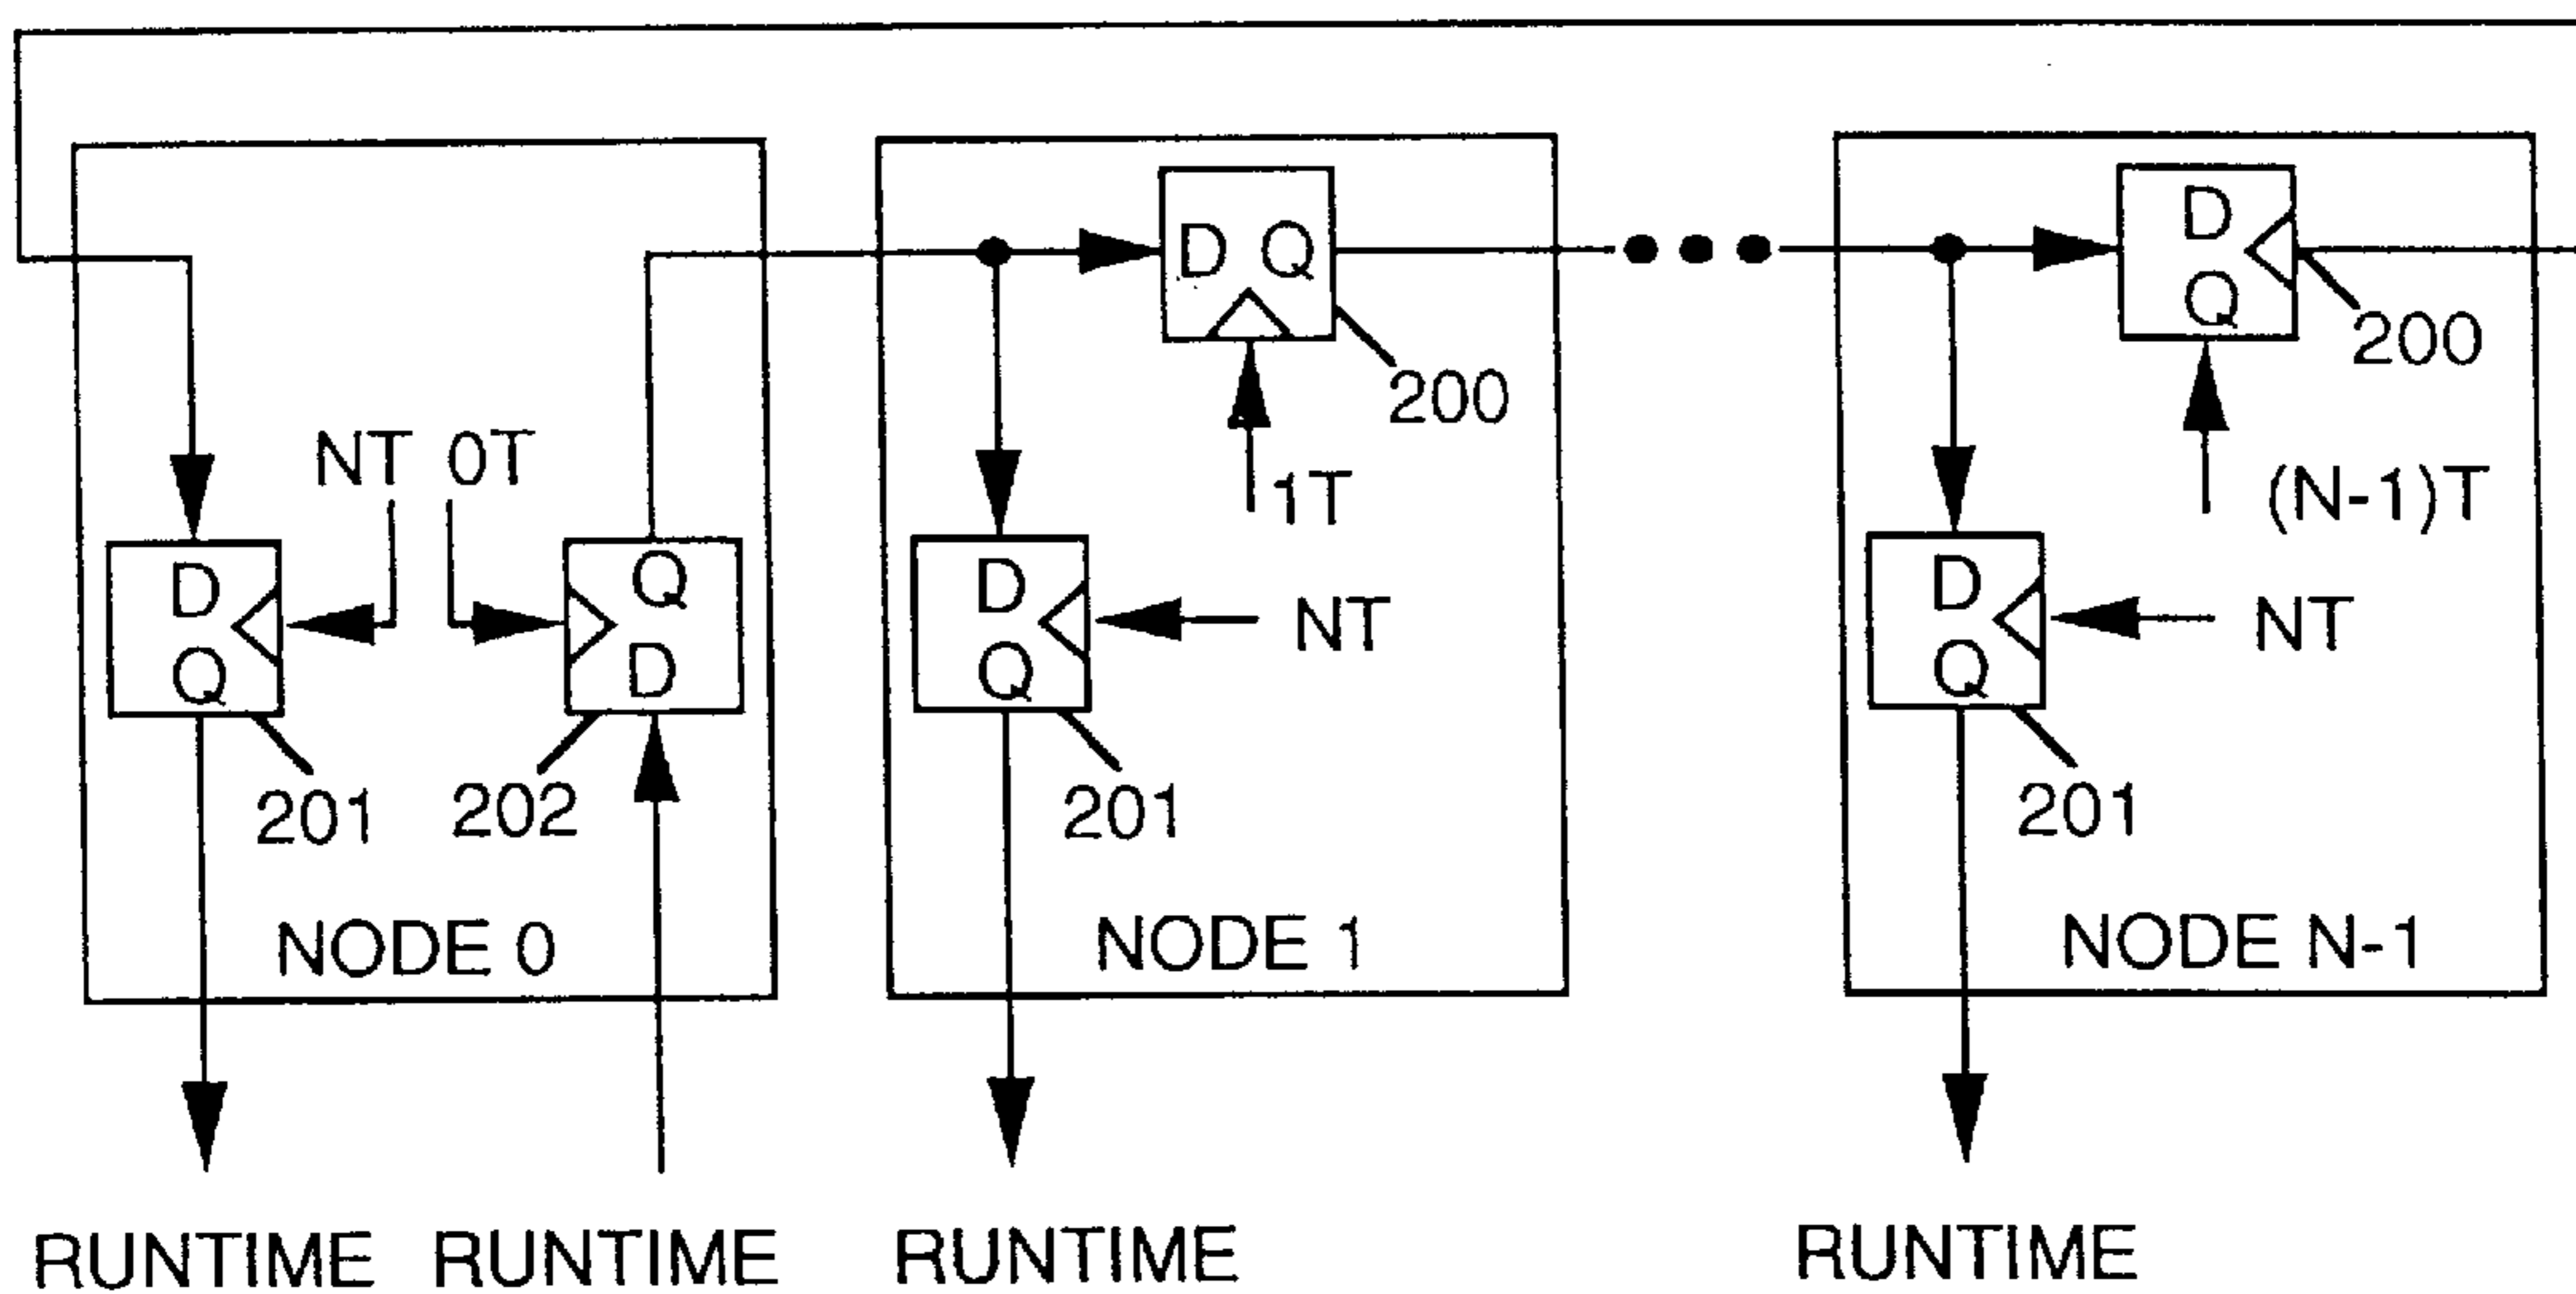 D Q
200
D
Q
200
1T
(N-1)T
NT 0T
D
Q
201
Q
D
202
D
Q
NT
201
D
Q
NT
201
NODE 0
NODE 1
NODE N-1
RUNTIME RUNTIME RUNTIME RUNTIME